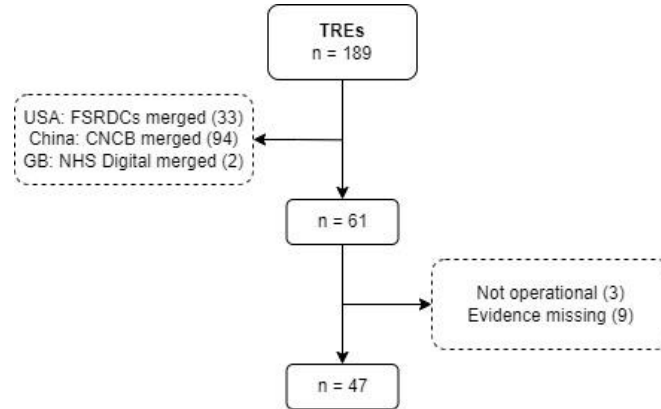 TREs
n = 189
USA: FSRDCs merged (33)
China: CNCB merged (94)
GB: NHS Digital merged (2)
n = 61
Not operational (3)
Evidence missing (9)
n = 47